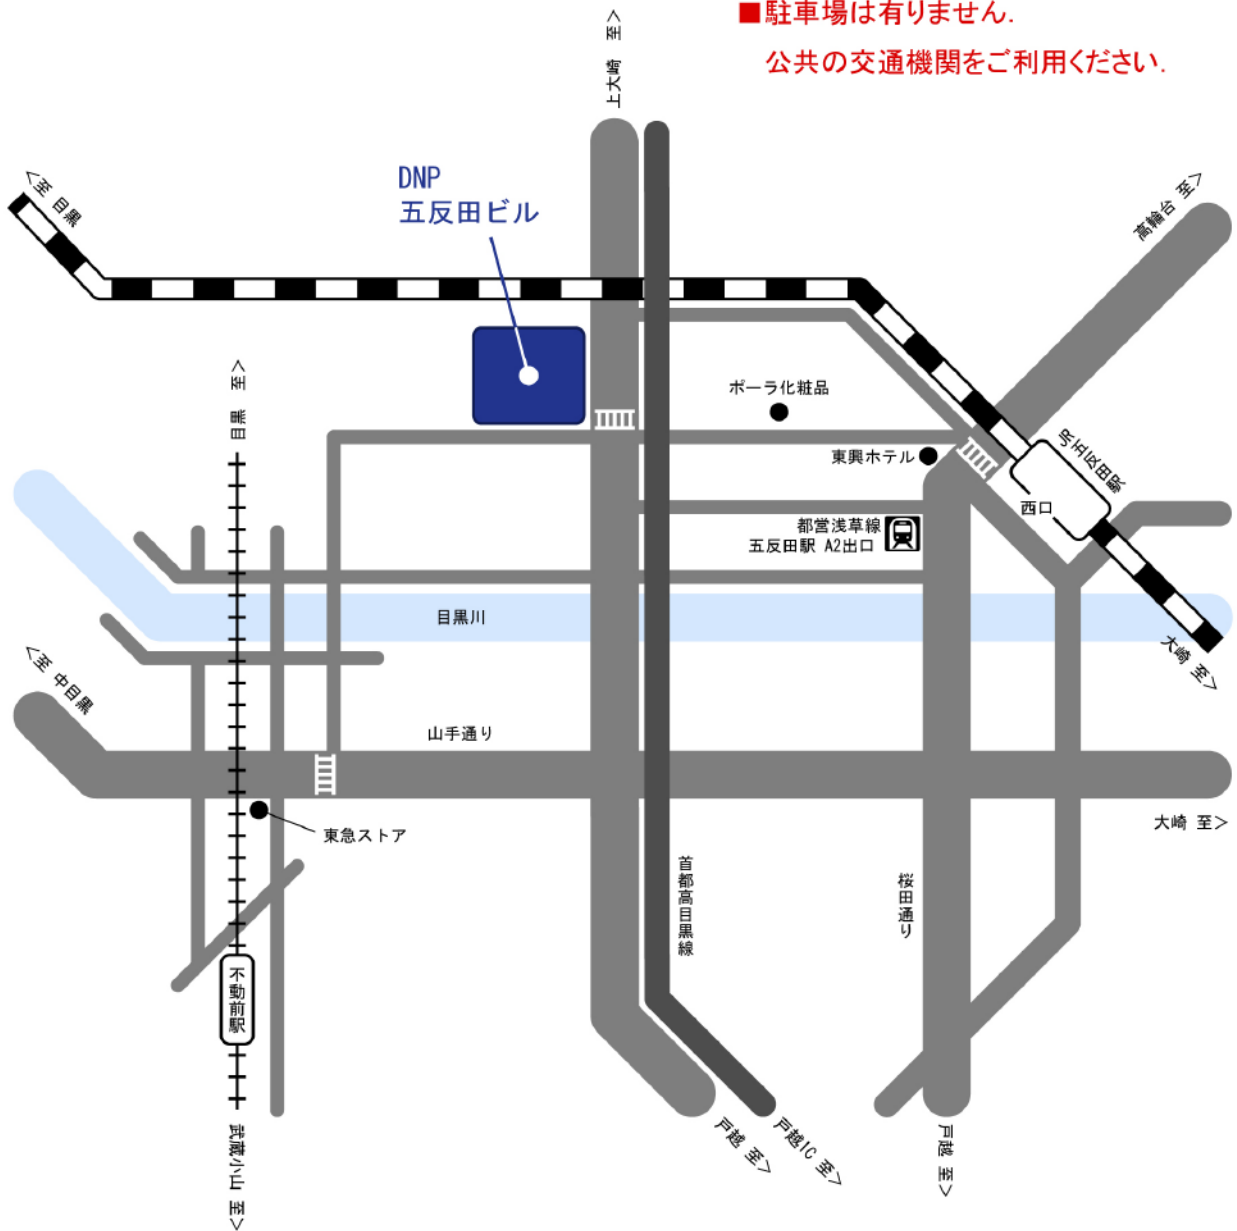 ■駐車場は有りません.
公共の交通機関をご利用ください.
上大崎 至>
DNP
五反田ビル
<至 目黒
高輪台 至>
目黒 至>
ポーラ化粧品
東興ホテル
JR五反田駅
西口
都営浅草線
五反田駅 A2出口
目黒川
大崎 至>
<至 中目黒
山手通り
大崎 至>
東急ストア
首都高目黒線
桜田通り
不動前駅
戸越 至>
戸越IC 至>
戸越 至>
武蔵小山 至>